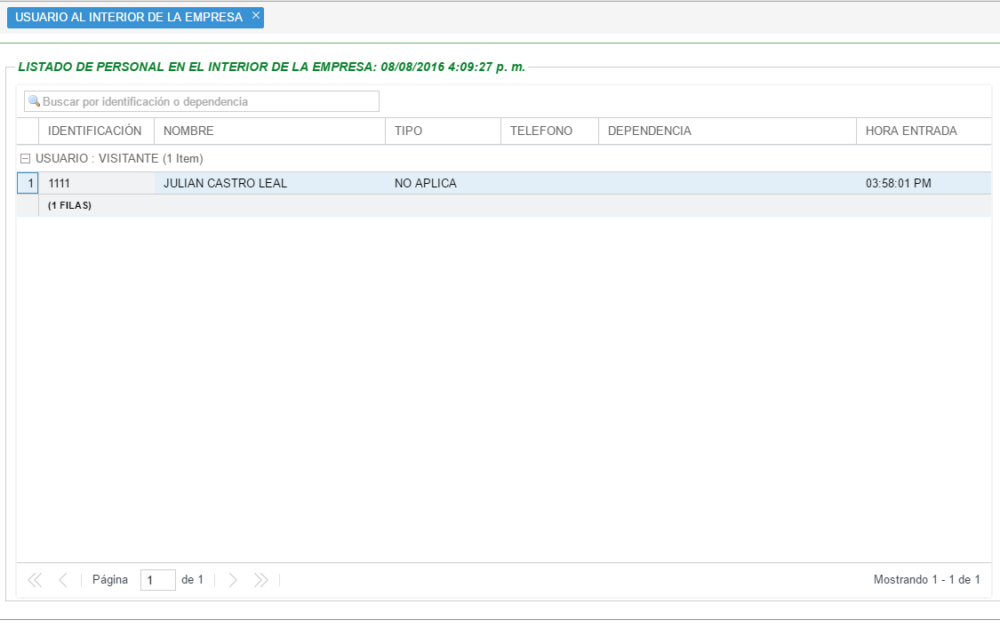 USUARIO AL INTERIOR DE LA EMPRESA ×
LISTADO DE PERSONAL EN EL INTERIOR DE LA EMPRESA: 08/08/2016 4:09:27 p. m.
Buscar por identificación o dependencia
IDENTIFICACIÓN NOMBRE TIPO TELEFONO DEPENDENCIA HORA ENTRADA
USUARIO : VISITANTE (1 Item)
1 1111 JULIAN CASTRO LEAL NO APLICA 03:58:01 PM
(1 FILAS)
Página 1 de 1 Mostrando 1 - 1 de 1